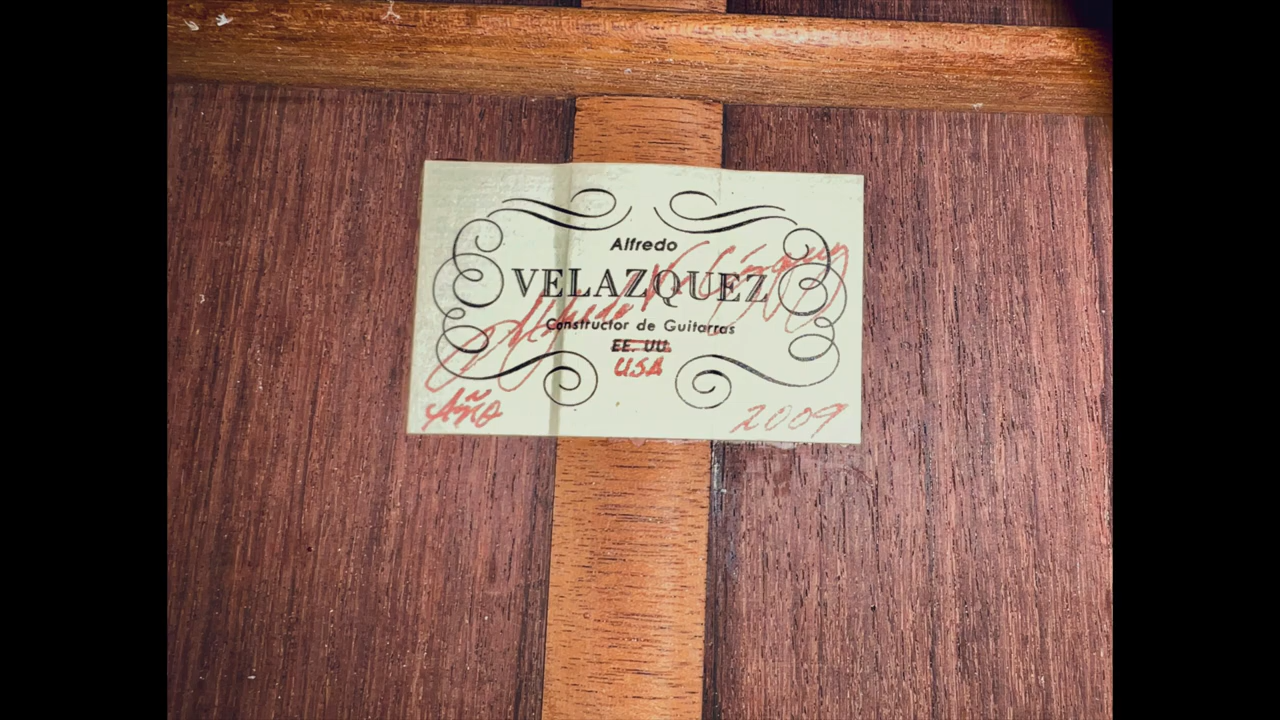 Alfredo
VELAZQUEZ
Constructor de Guitarras
EE. UU.
USA
Año 2009